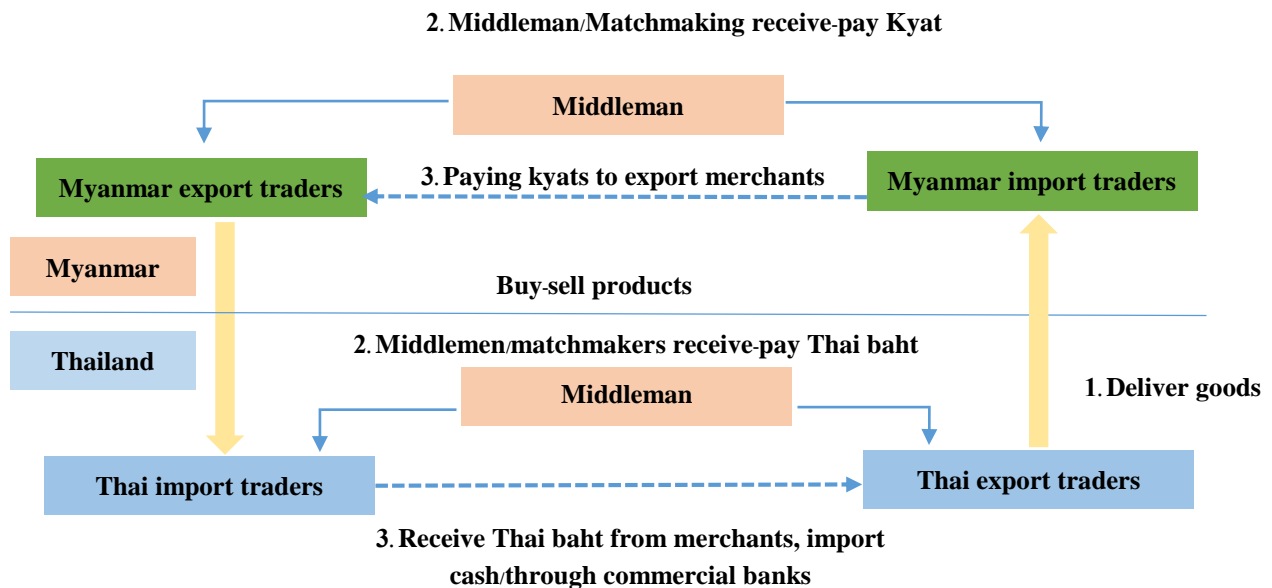 2. Middleman/Matchmaking receive-pay Kyat
Middleman
Myanmar export traders
3. Paying kyats to export merchants
Myanmar import traders
Myanmar
Buy-sell products
Thailand
2. Middlemen/matchmakers receive-pay Thai baht
Middleman
1. Deliver goods
Thai import traders
Thai export traders
3. Receive Thai baht from merchants, import
cash/through commercial banks